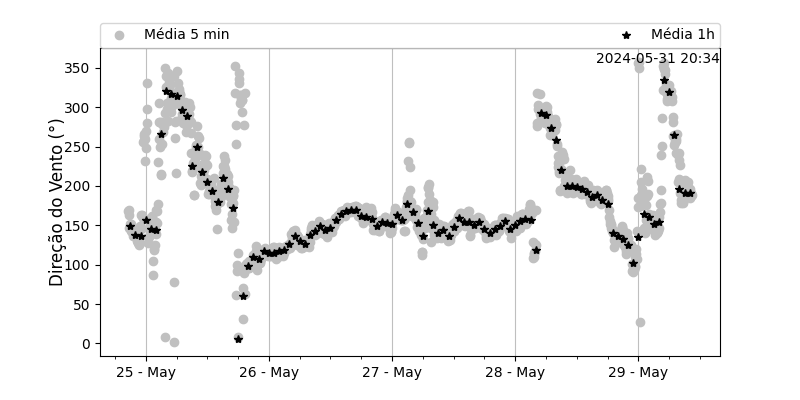 Média 5 min
Média 1h
2024-05-31 20:34
Direção do Vento (°)
350
300
250
200
150
100
50
0
25 - May
26 - May
27 - May
28 - May
29 - May